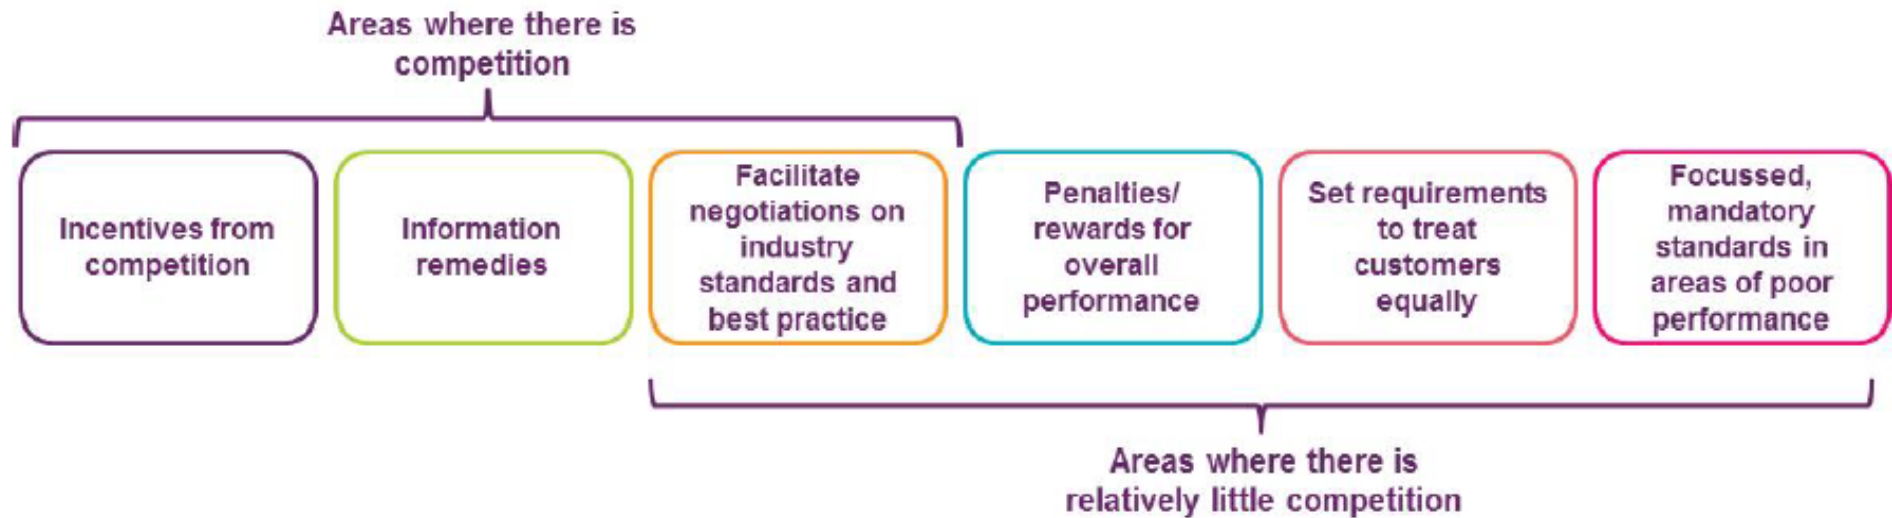 Areas where there is
competition
Incentives from
competition
Information
remedies
Facilitate
negotiations on
industry
standards and
best practice
Penalties/
rewards for
overall
performance
Set requirements
to treat
customers
equally
Focussed,
mandatory
standards in
areas of poor
performance
Areas where there is
relatively little competition